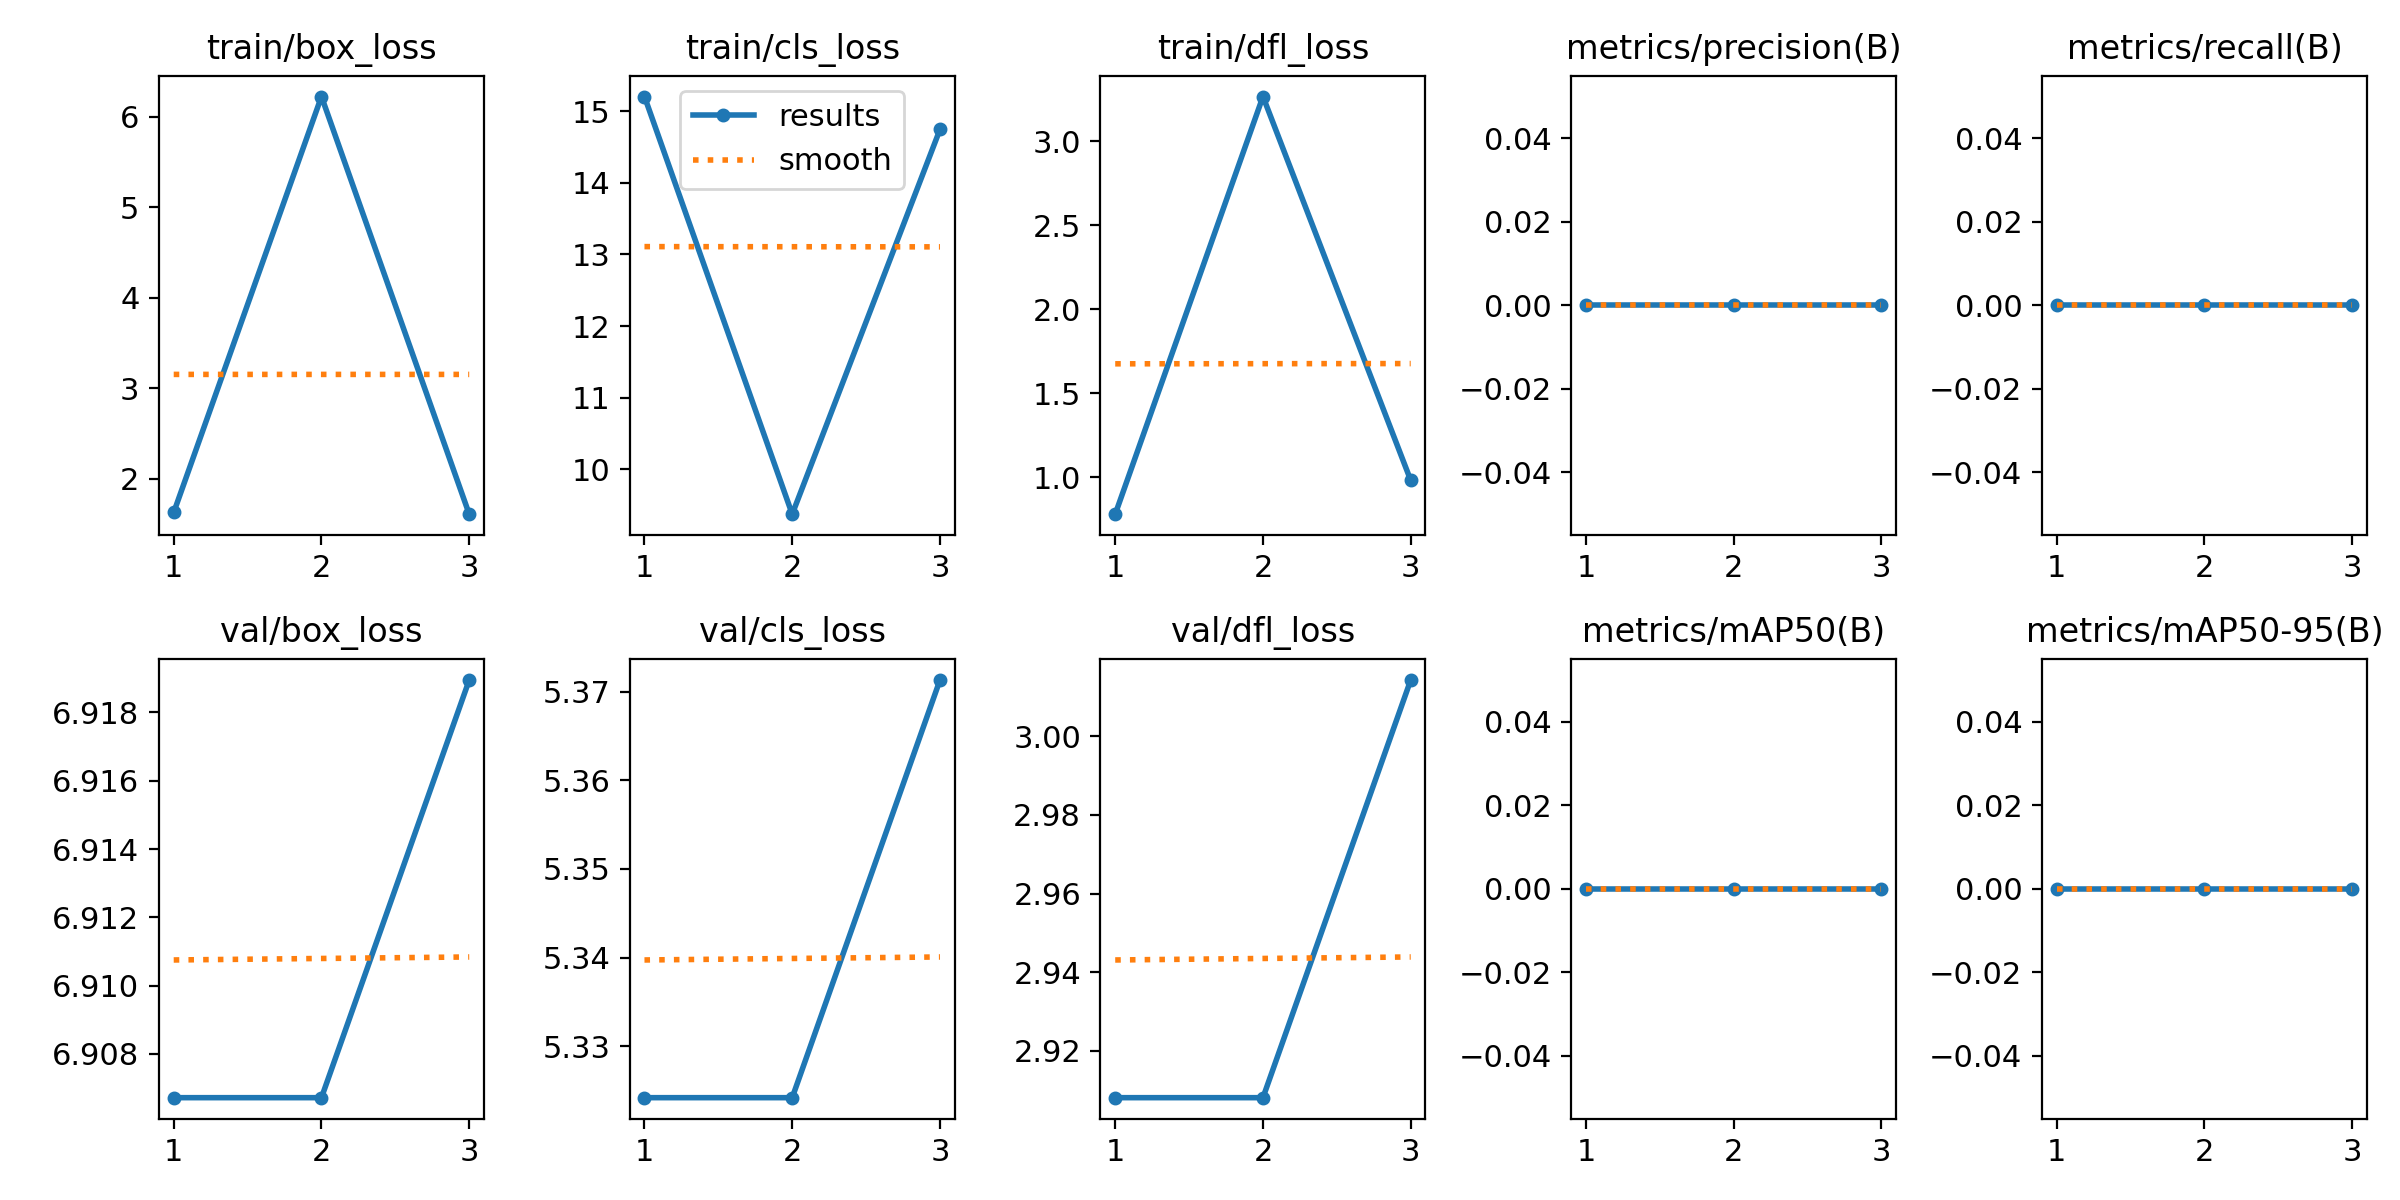 train/box_loss
6
5
4
3
2
1 2 3
train/cls_loss
results
smooth
15
14
13
12
11
10
1 2 3
train/dfl_loss
3.0
2.5
2.0
1.5
1.0
1 2 3
metrics/precision(B)
0.04
0.02
0.00
−0.02
−0.04
1 2 3
metrics/recall(B)
0.04
0.02
0.00
−0.02
−0.04
1 2 3
val/box_loss
6.918
6.916
6.914
6.912
6.910
6.908
1 2 3
val/cls_loss
5.37
5.36
5.35
5.34
5.33
1 2 3
val/dfl_loss
3.00
2.98
2.96
2.94
2.92
1 2 3
metrics/mAP50(B)
0.04
0.02
0.00
−0.02
−0.04
1 2 3
metrics/mAP50-95(B)
0.04
0.02
0.00
−0.02
−0.04
1 2 3